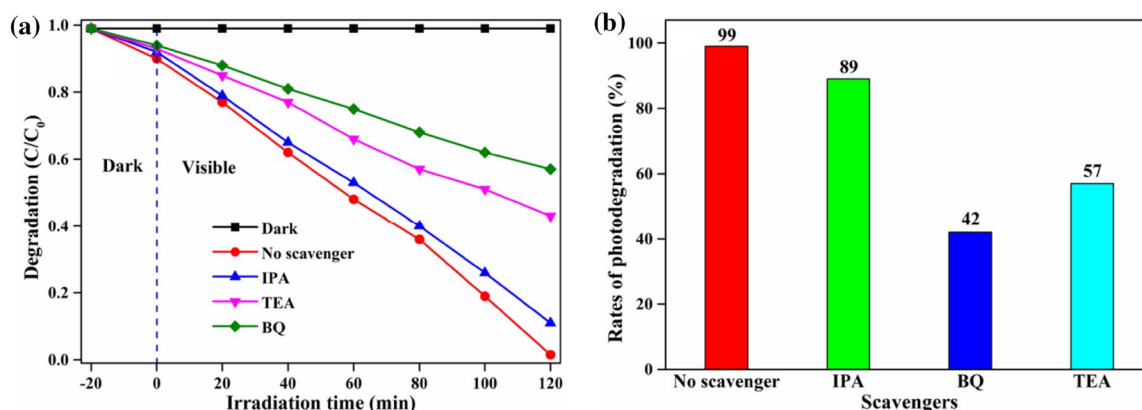 (a)
Degradation (C/C0)
1.0
0.8
0.6
0.4
0.2
0.0
Dark
Visible
Dark
No scavenger
IPA
TEA
BQ
-20 0 20 40 60 80 100 120
Irradiation time (min)
(b)
Rates of photodegradation (%)
100
80
60
40
20
0
99
89
42
57
No scavenger IPA BQ TEA
Scavengers